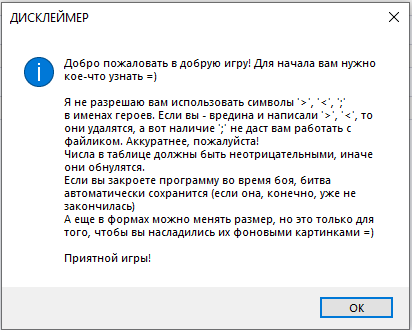 ДИСКЛЕЙМЕР
Добро пожаловать в добрую игру! Для начала вам нужно
кое-что узнать =)
Я не разрешаю вам использовать символы '>', '<', ';'
в именах героев. Если вы - вредина и написали '>', '<', то
они удалятся, а вот наличие ';' не даст вам работать с
файликом. Аккуратнее, пожалуйста!
Числа в таблице должны быть неотрицательными, иначе
они обнулятся.
Если вы закроете программу во время боя, битва
автоматически сохранится (если она, конечно, уже не
закончилась)
А еще в формах можно менять размер, но это только для
того, чтобы вы насладились их фоновыми картинками =)
Приятной игры!
ОК